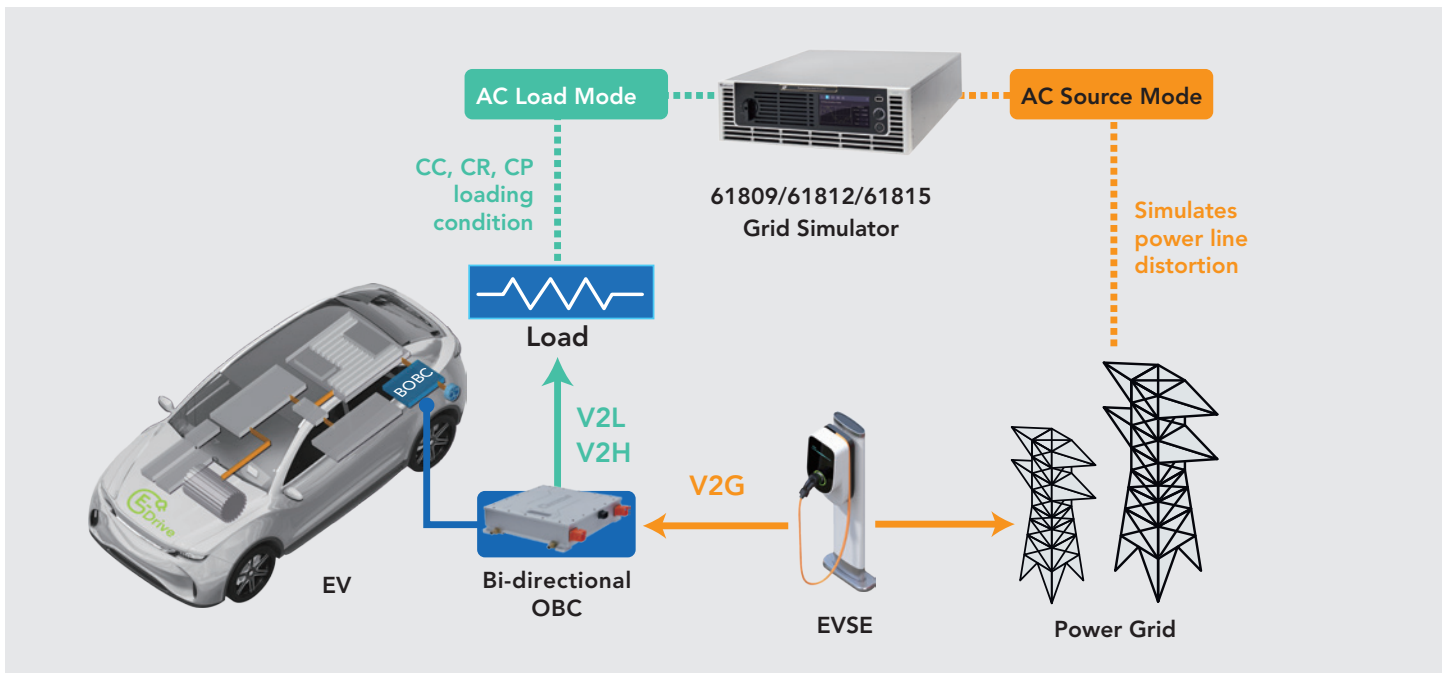 AC Load Mode
AC Source Mode
CC, CR, CP
loading
condition
61809/61812/61815
Grid Simulator
Simulates
power line
distortion
Load
BOBC
V2L
V2H
V2G
E-Drive
EV
Bi-directional
OBC
EVSE
Power Grid